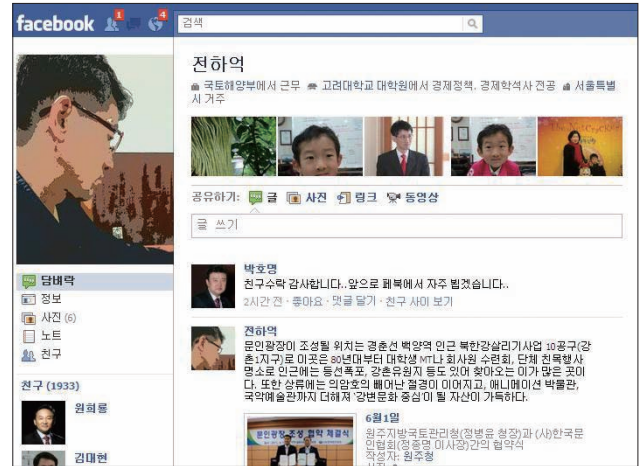 facebook 1 4 검색
전하억
국토해양부에서 근무 고려대학교 대학원에서 경제정책. 경제학석사 전공 서울특별
시 거주
공유하기: 글 사진 링크 동영상
글 쓰기
담벼락
정보
사진 (6)
노트
친구
친구 (1933)
원희룡
김대현
박호명
친구수락 감사합니다..앞으로 페북에서 자주 뵙겠습니다..
2시간 전 · 좋아요 · 댓글 달기 · 친구 사이 보기
전하억
문인광장이 조성될 위치는 경춘선 백양역 인근 북한강살리기사업 10공구(강
촌1지구)로 이곳은 80년대부터 대학생 MT나 회사원 수련회, 단체 친목행사
명소로 인근에는 등선폭포, 강촌유원지 등도 있어 찾아오는 이가 많은 곳이
다. 또한 상류에는 의암호의 빼어난 절경이 이어지고, 애니메이션 박물관,
국악예술관까지 더해져 '강변문화 중심'이 될 자산이 가득하다.
문인광장 조성 협약 체결식
6월1일
원주지방국토관리청(정병윤 청장)과 (사)한국문
인협회(정종명 이사장)간의 협약식
작성자: 원주청